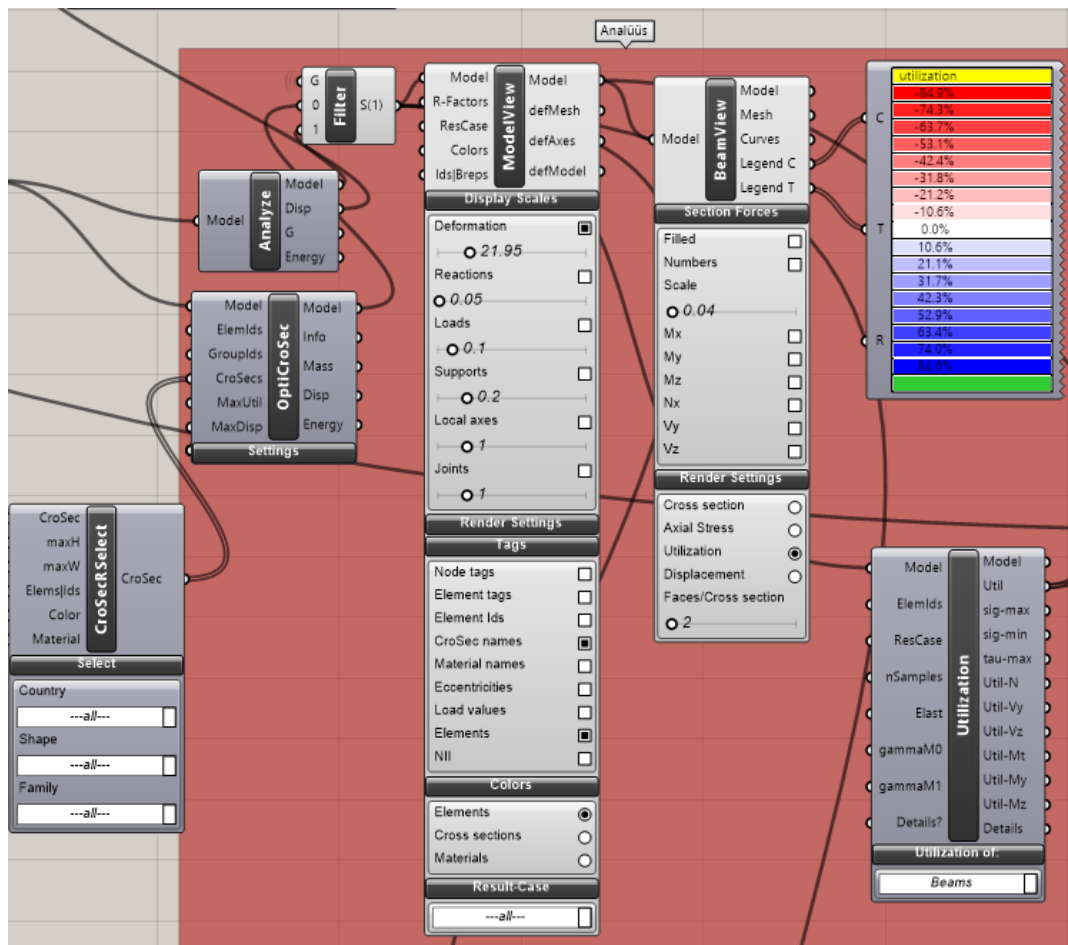 Analüüs
G
0
1
Filter
S(1)
Model
R-Factors
ResCase
Colors
Ids|Breps
ModelView
Model
defMesh
defAxes
defModel
Display Scales
Deformation
21.95
Reactions
0.05
Loads
0.1
Supports
0.2
Local axes
1
Joints
1
Render Settings
Tags
Node tags
Element tags
Element Ids
CroSec names
Material names
Eccentricities
Load values
Elements
NII
Colors
Elements
Cross sections
Materials
Result-Case
---all---
Model
BeamView
Model
Mesh
Curves
Legend C
Legend T
Section Forces
Filled
Numbers
Scale
0.04
Mx
My
Mz
Nx
Vy
Vz
Render Settings
Cross section
Axial Stress
Utilization
Displacement
Faces/Cross section
2
C
T
R
utilization
-84.9%
-74.3%
-63.7%
-53.1%
-42.4%
-31.8%
-21.2%
-10.6%
0.0%
10.6%
21.1%
31.7%
42.3%
52.9%
63.4%
74.0%
84.6%
Model
Analyze
Model
Disp
G
Energy
Model
ElemIds
GroupIds
CroSecs
MaxUtil
MaxDisp
OptiCroSec
Model
Info
Mass
Disp
Energy
Settings
CroSec
maxH
maxW
Elems|Ids
Color
Material
CroSecRSelect
CroSec
Select
Country
---all---
Shape
---all---
Family
---all---
Model
ElemIds
ResCase
nSamples
Elast
gammaM0
gammaM1
Details?
Utilization
Model
Util
sig-max
sig-min
tau-max
Util-N
Util-Vy
Util-Vz
Util-Mt
Util-My
Util-Mz
Details
Utilization of:
Beams